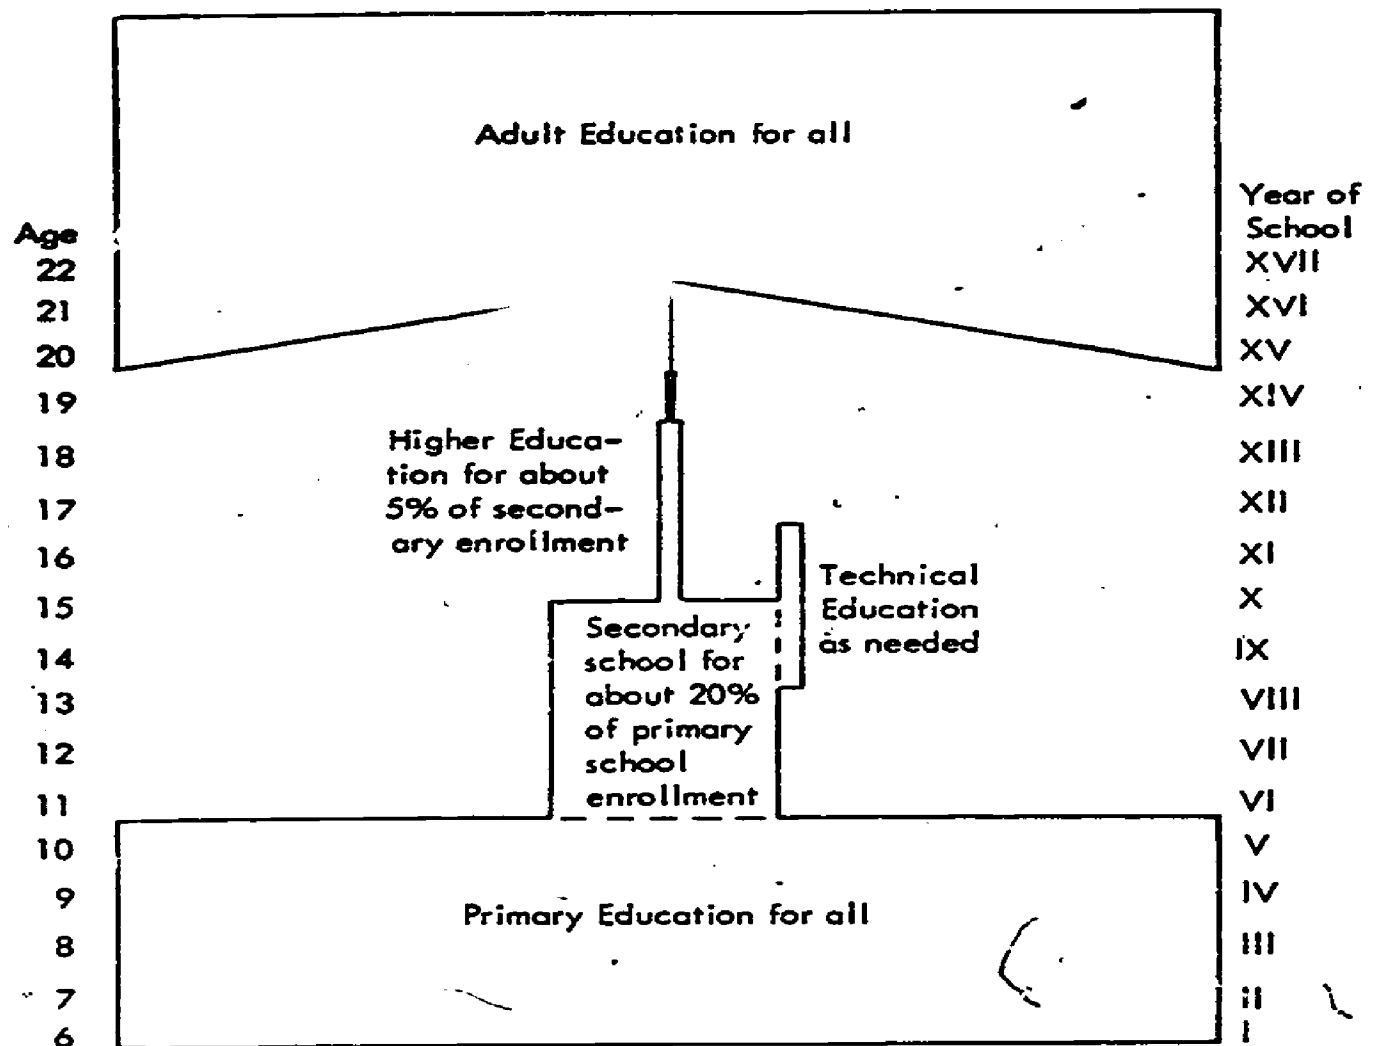 Adult Education for all
Age
22
21
20
19
18
17
16
15
14
13
12
11
10
9
8
7
6
Year of
School
XVII
XVI
XV
XIV
XIII
XII
XI
X
IX
VIII
VII
VI
V
IV
III
II
I
Higher Educa-
tion for about
5% of second-
ary enrollment
Technical
Education
as needed
Secondary
school for
about 20%
of primary
school
enrollment
Primary Education for all